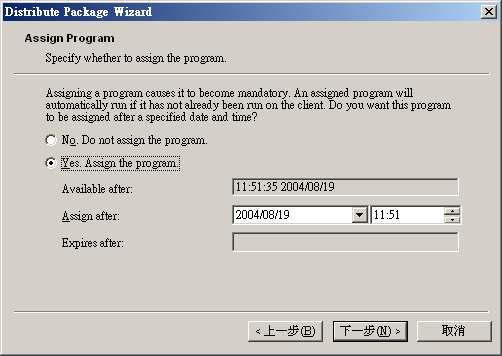 Distribute Package Wizard
Assign Program
Specify whether to assign the program.
Assigning a program causes it to become mandatory. An assigned program will
automatically run if it has not already been run on the client. Do you want this program
to be assigned after a specified date and time?
No. Do not assign the program.
Yes. Assign the program.
Available after: 11:51:35 2004/08/19
Assign after: 2004/08/19 11:51
Expires after:
< 上一步(B) 下一步(N) > 取消